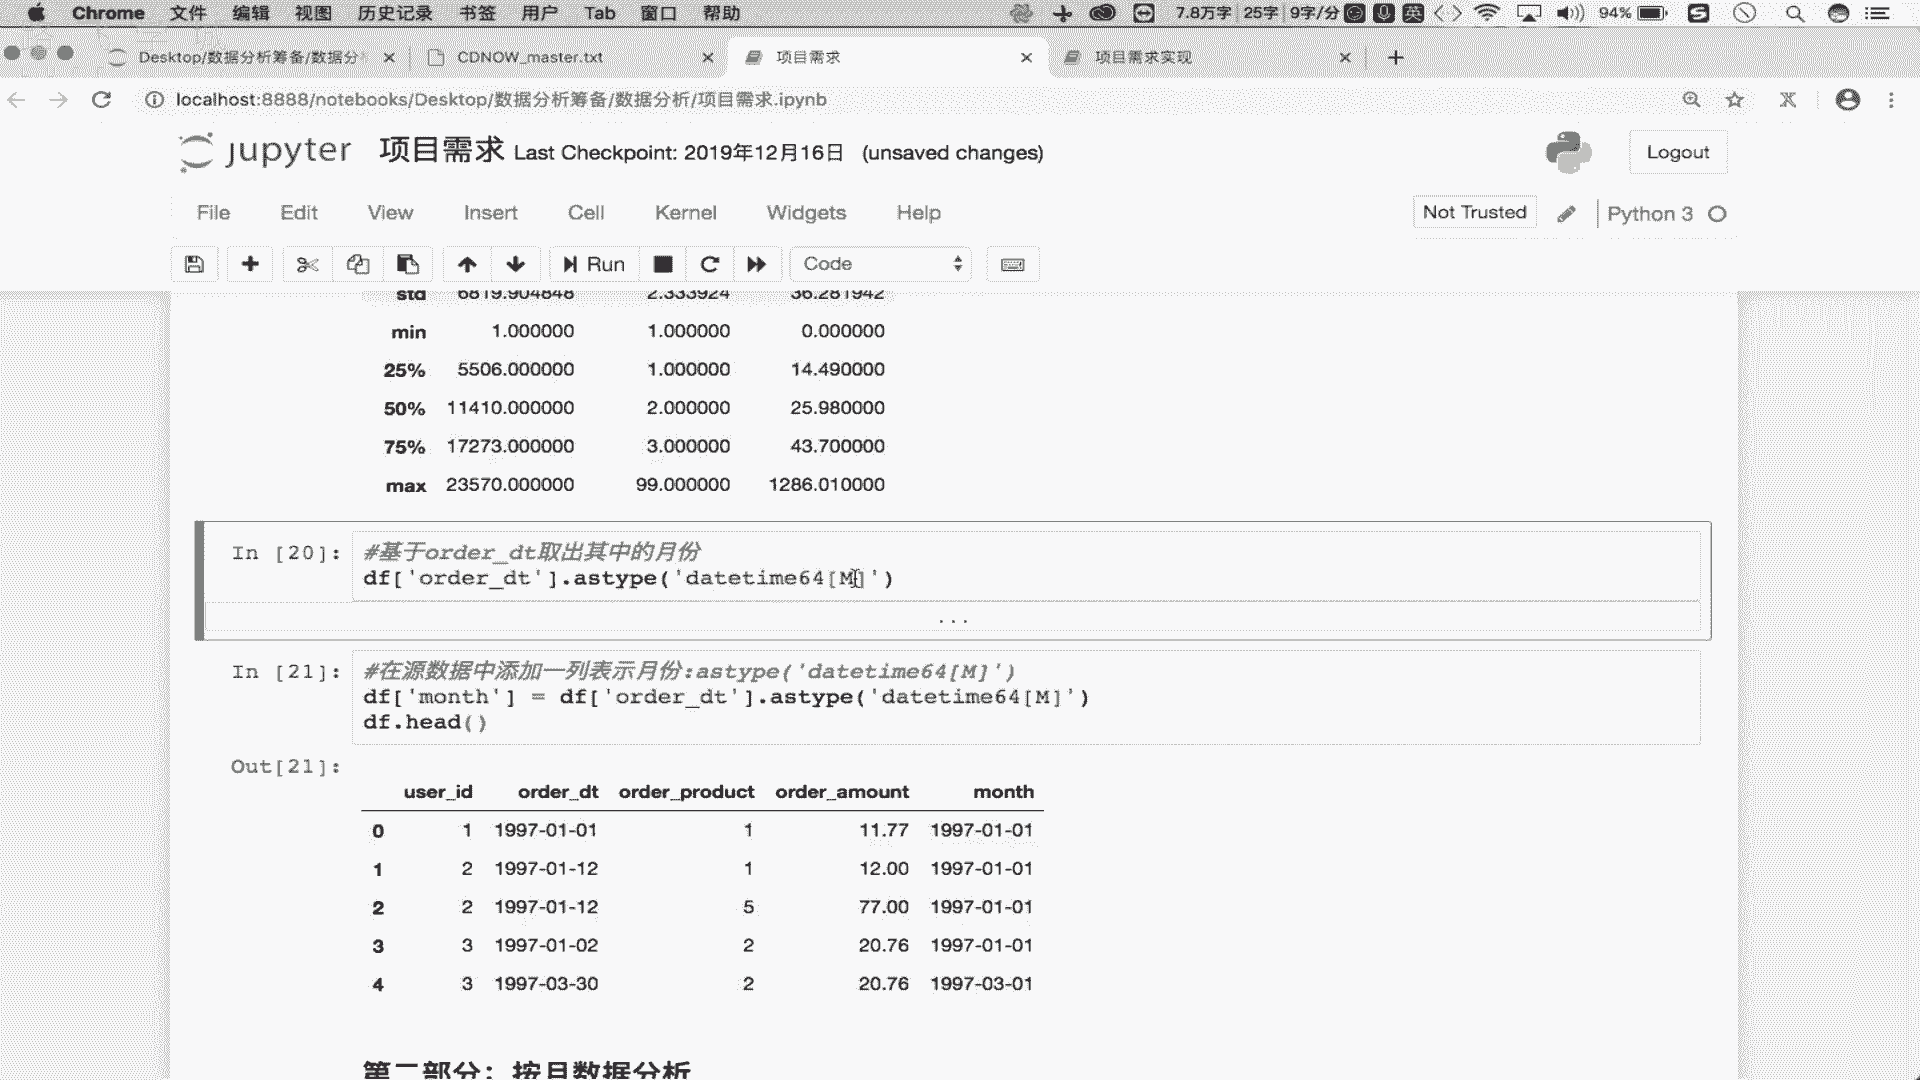 Chrome 文件 编辑 视图 历史记录 书签 用户 Tab 窗口 帮助 7.8万字 25字 9字/分 英 94%
Desktop/数据分析筹备/数据分 CDNOW_master.txt 项目需求 项目需求实现
localhost:8888/notebooks/Desktop/数据分析筹备/数据分析/项目需求.ipynb
jupyter 项目需求 Last Checkpoint: 2019年12月16日 (unsaved changes) Logout
File Edit View Insert Cell Kernel Widgets Help Not Trusted Python 3
Run Code
std 6819.904848 2.333924 36.281942
min 1.000000 1.000000 0.000000
25% 5506.000000 1.000000 14.490000
50% 11410.000000 2.000000 25.980000
75% 17273.000000 3.000000 43.700000
max 23570.000000 99.000000 1286.010000
In [20]: #基于order_dt取出其中的月份
df['order_dt'].astype('datetime64[M]')
...
In [21]: #在源数据中添加一列表示月份:astype('datetime64[M]')
df['month'] = df['order_dt'].astype('datetime64[M]')
df.head()
Out[21]:
user_id order_dt order_product order_amount month
0 1 1997-01-01 1 11.77 1997-01-01
1 2 1997-01-12 1 12.00 1997-01-01
2 2 1997-01-12 5 77.00 1997-01-01
3 3 1997-01-02 2 20.76 1997-01-01
4 3 1997-03-30 2 20.76 1997-03-01
第二部分：按月数据分析